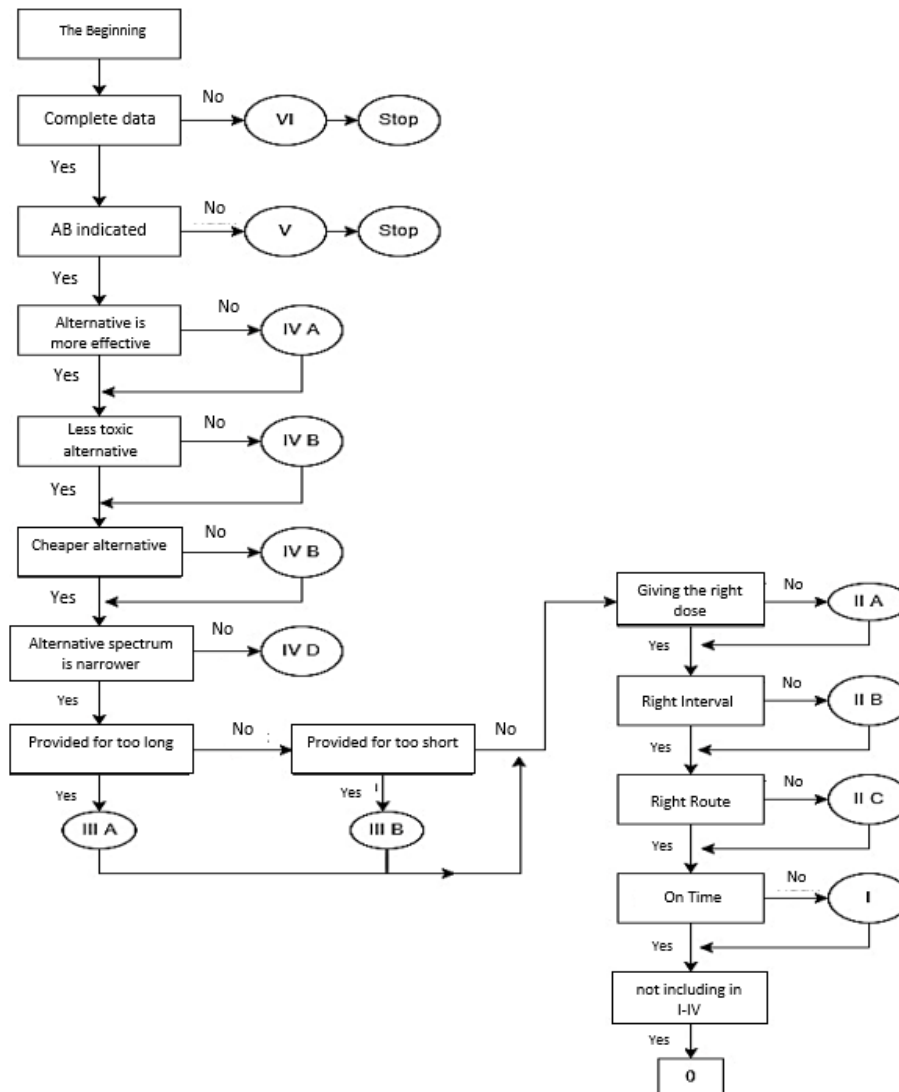 The Beginning
Complete data
No
VI
Stop
Yes
AB indicated
No
V
Stop
Yes
Alternative is
more effective
No
IV A
Yes
Less toxic
alternative
No
IV B
Yes
Cheaper alternative
No
IV B
Yes
Alternative spectrum
is narrower
No
IV D
Yes
Provided for too long
No
Provided for too short
No
Yes
III A
Yes
III B
Giving the right
dose
No
II A
Yes
Right Interval
No
II B
Yes
Right Route
No
II C
Yes
On Time
No
I
Yes
not including in
I-IV
Yes
0